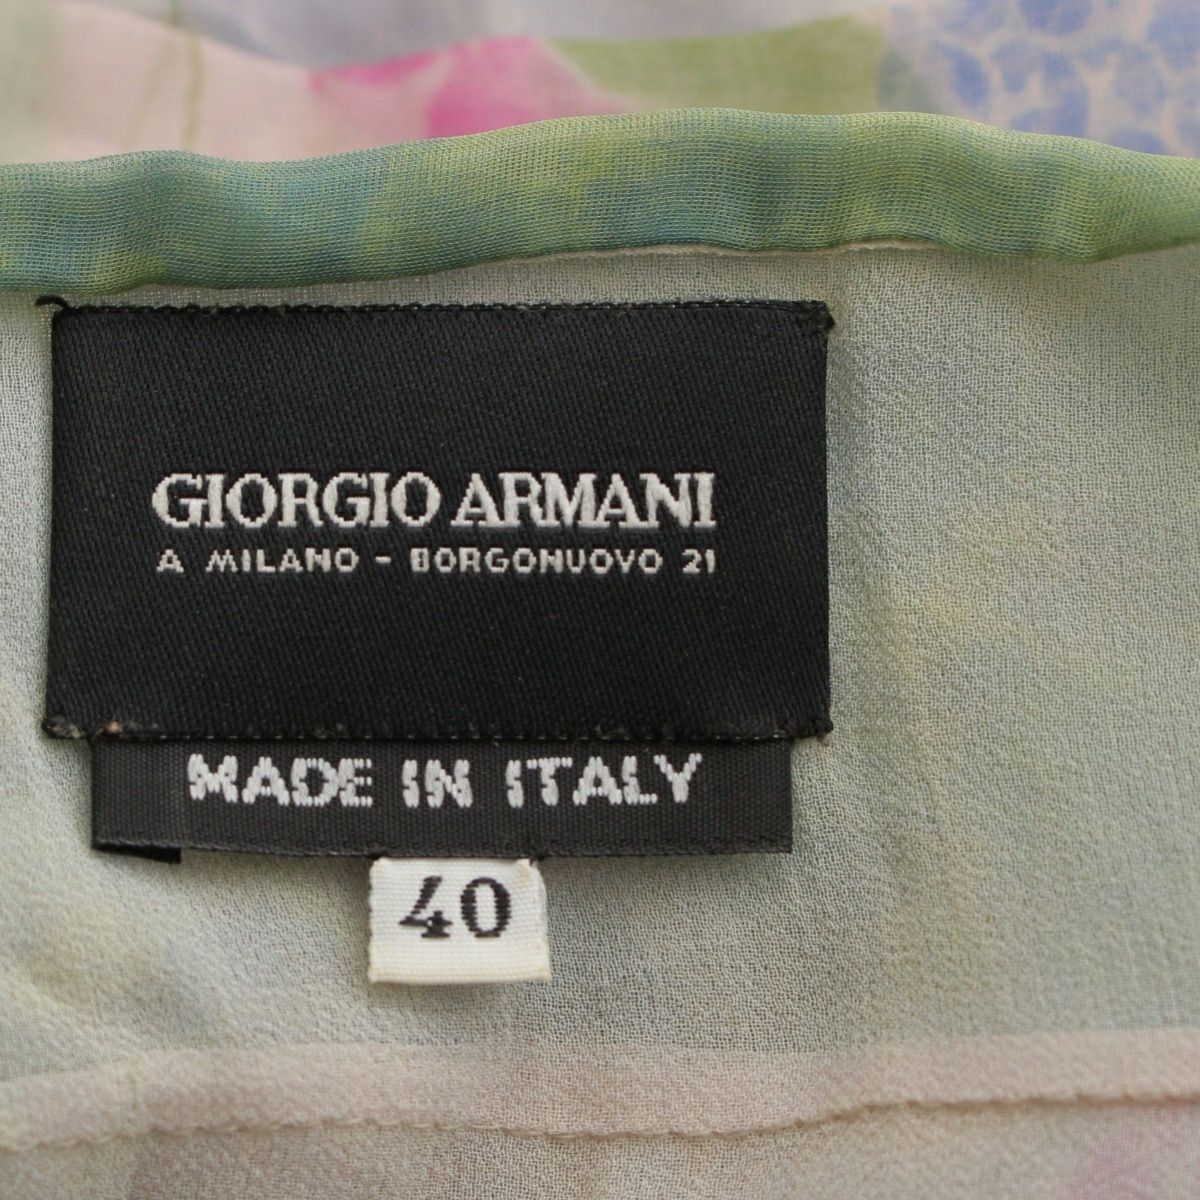 GIORGIO ARMANI
A MILANO - BORGONUOVO 21
MADE IN ITALY
40